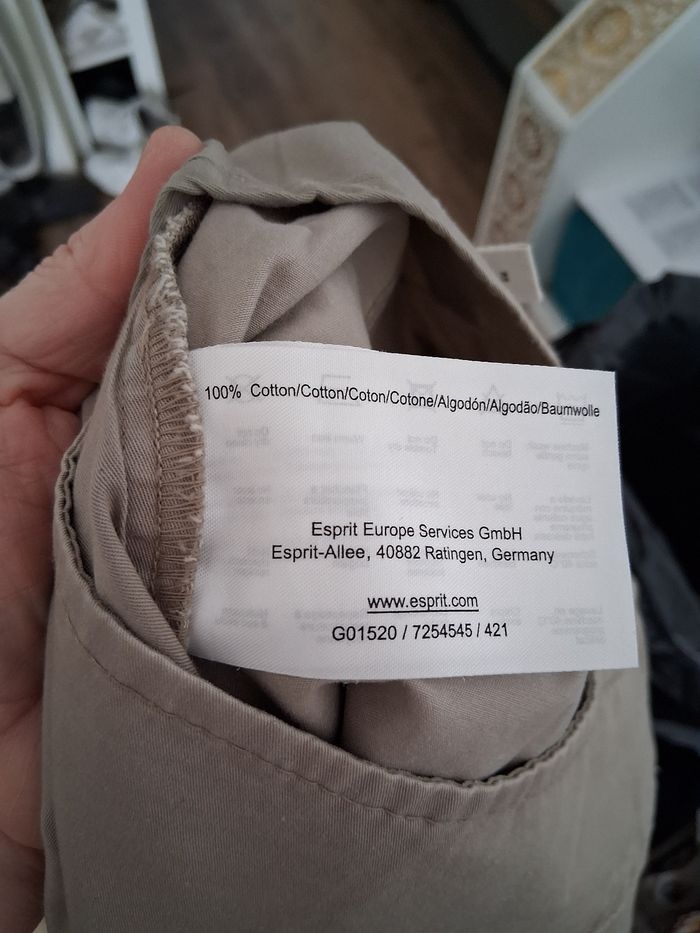 100% Cotton/Cotton/Coton/Cotone/Algodón/Algodão/Baumwolle
Esprit Europe Services GmbH
Esprit-Allee, 40882 Ratingen, Germany
www.esprit.com
G01520 / 7254545 / 421